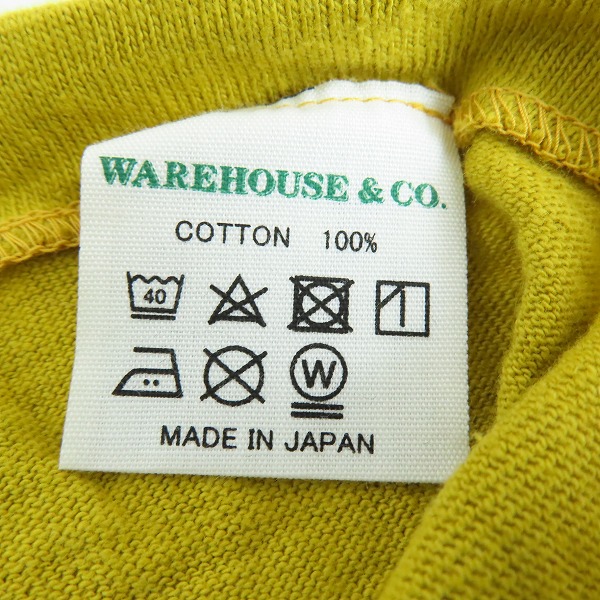 WAREHOUSE & CO.
COTTON 100%
40
W
MADE IN JAPAN